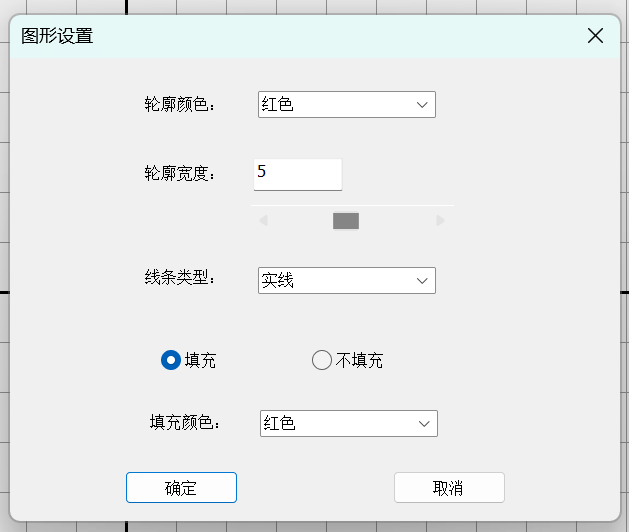 图形设置
轮廓颜色： 红色
轮廓宽度： 5
线条类型： 实线
填充 不填充
填充颜色： 红色
确定 取消